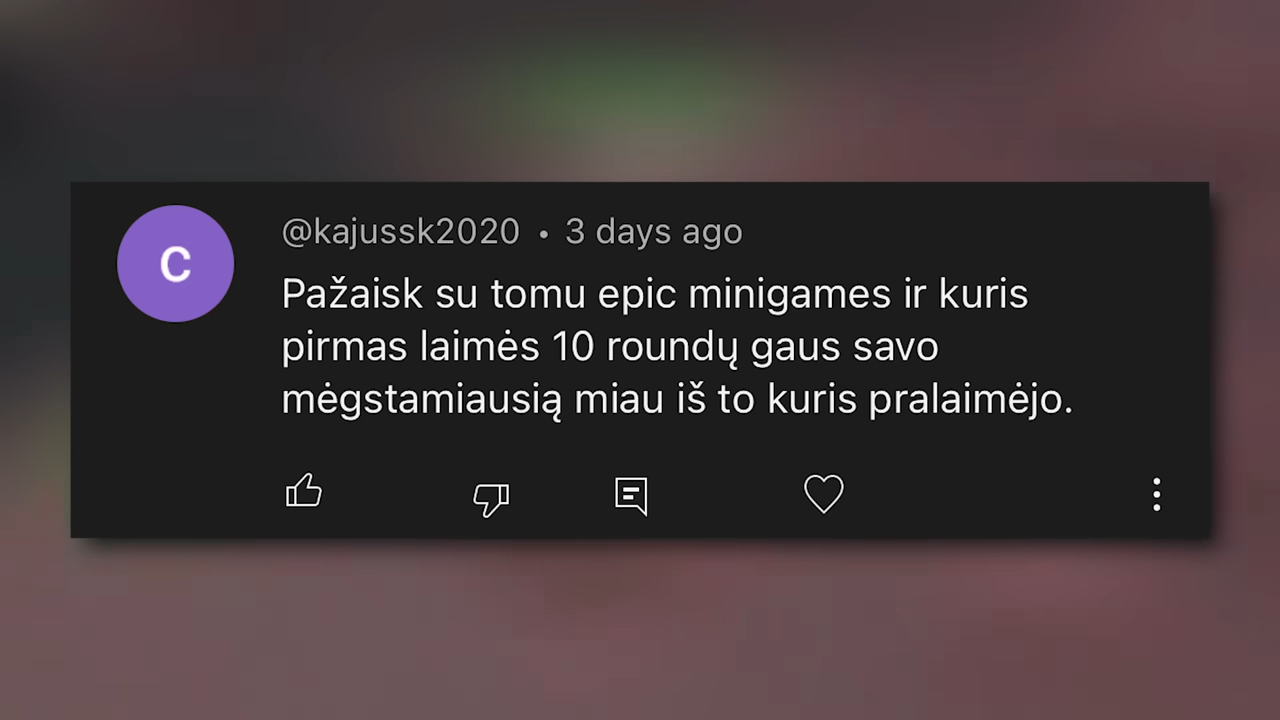 C
@kajussk2020 • 3 days ago
Pažaisk su tomu epic minigames ir kuris
pirmas laimės 10 roundų gaus savo
mėgstamiausią miau iš to kuris pralaimėjo.